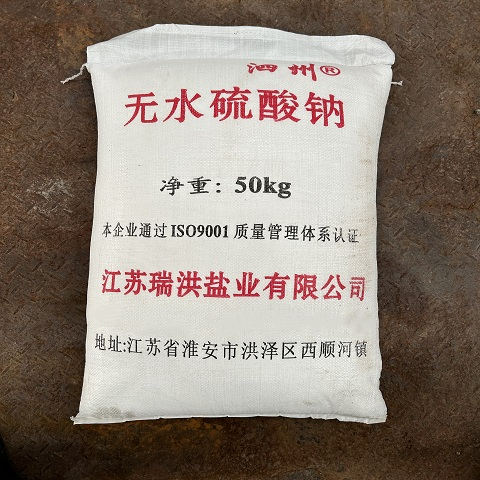 泗州®
无水硫酸钠
净重：50kg
本企业通过ISO9001质量管理体系认证
江苏瑞洪盐业有限公司
地址:江苏省淮安市洪泽区西顺河镇